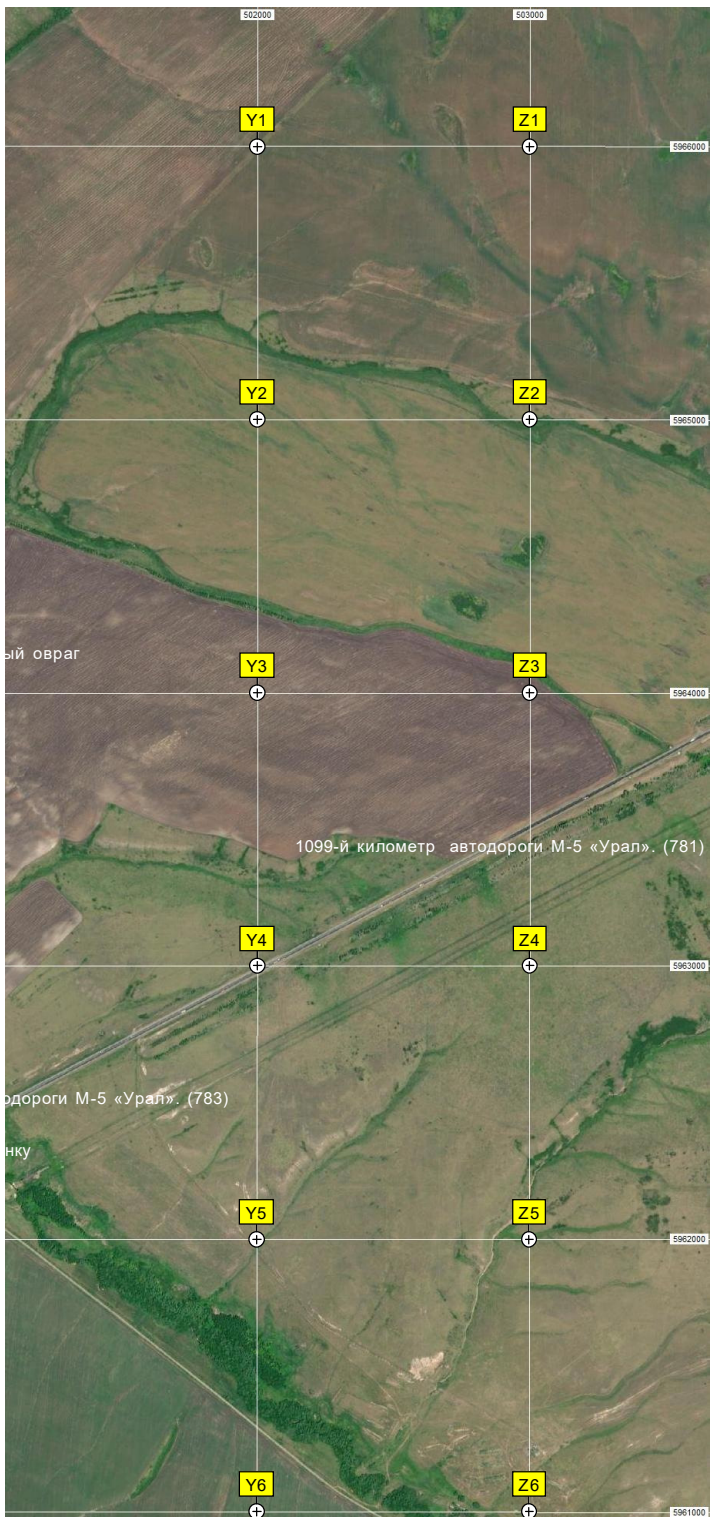 502000 503000
Y1 Z1
5966000
Y2 Z2
5965000
ый овраг
Y3 Z3
5964000
1099-й километр автодороги М-5 «Урал». (781)
Y4 Z4
5963000
одороги М-5 «Урал». (783)
нку
Y5 Z5
5962000
Y6 Z6
5961000